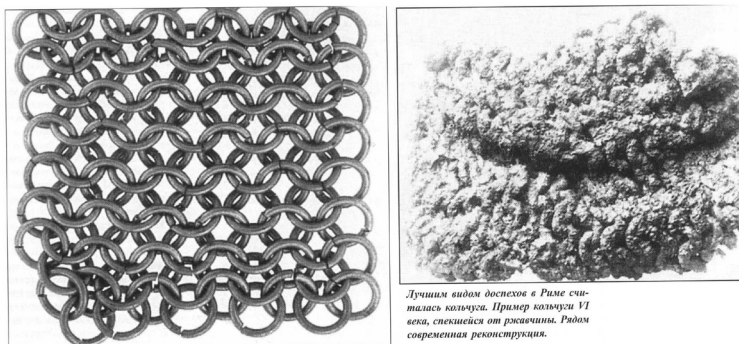 Лучшим видом доспехов в Риме счи-
талась кольчуга. Пример кольчуги VI
века, спекшейся от ржавчины. Рядом
современная реконструкция.